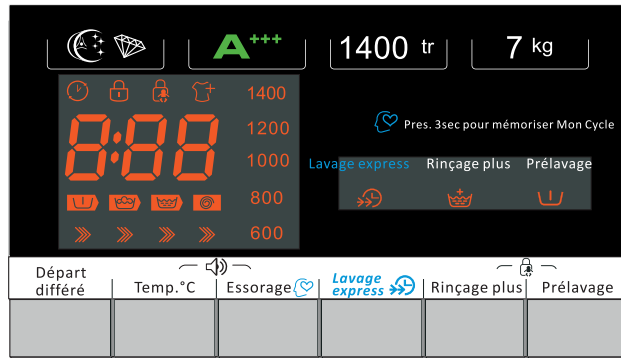 A+++
1400 tr
7 kg
1400
1200
8:88
1000
800
600
Pres. 3sec pour mémoriser Mon Cycle
Lavage express Rinçage plus Prélavage
Départ différé
Temp.°C
Essorage
Lavage express
Rinçage plus
Prélavage